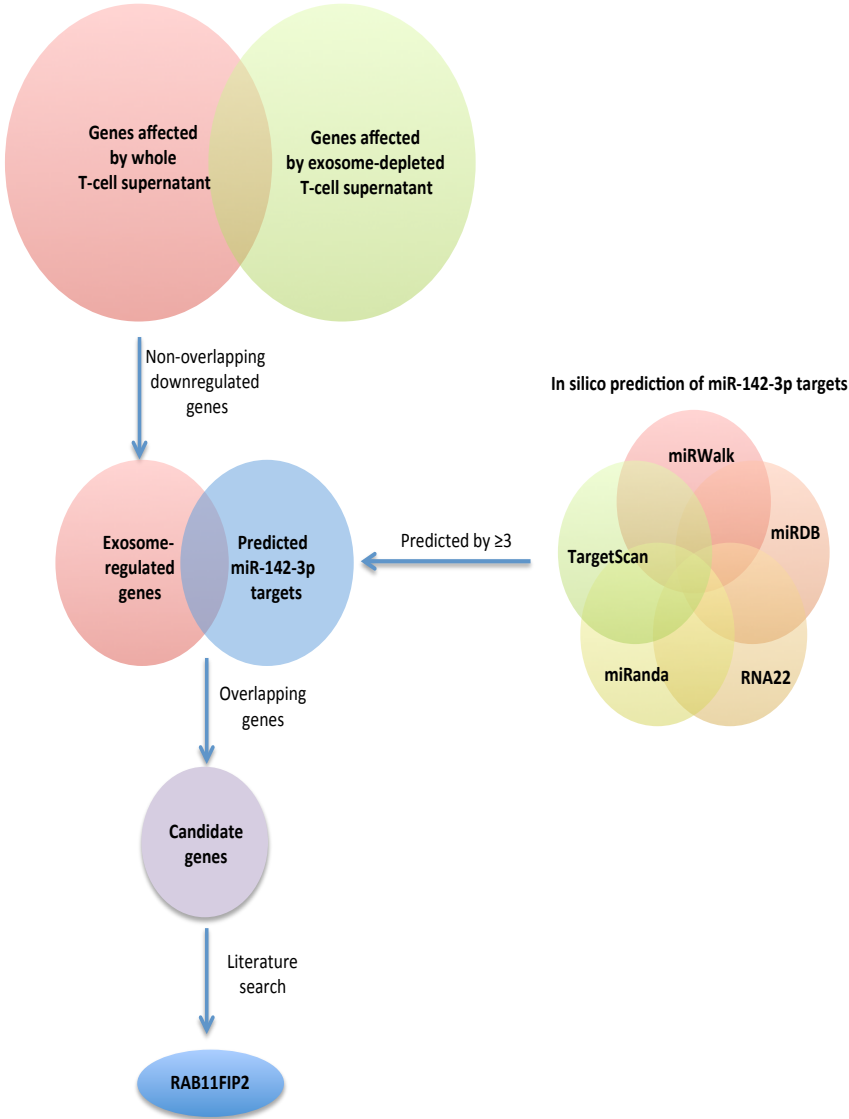 Genes affected
by whole
T-cell supernatant
Genes affected
by exosome-depleted
T-cell supernatant
Non-overlapping
downregulated
genes
In silico prediction of miR-142-3p targets
miRWalk
miRDB
TargetScan
miRanda
RNA22
Predicted by ≥3
Exosome-
regulated
genes
Predicted
miR-142-3p
targets
Overlapping
genes
Candidate
genes
Literature
search
RAB11FIP2